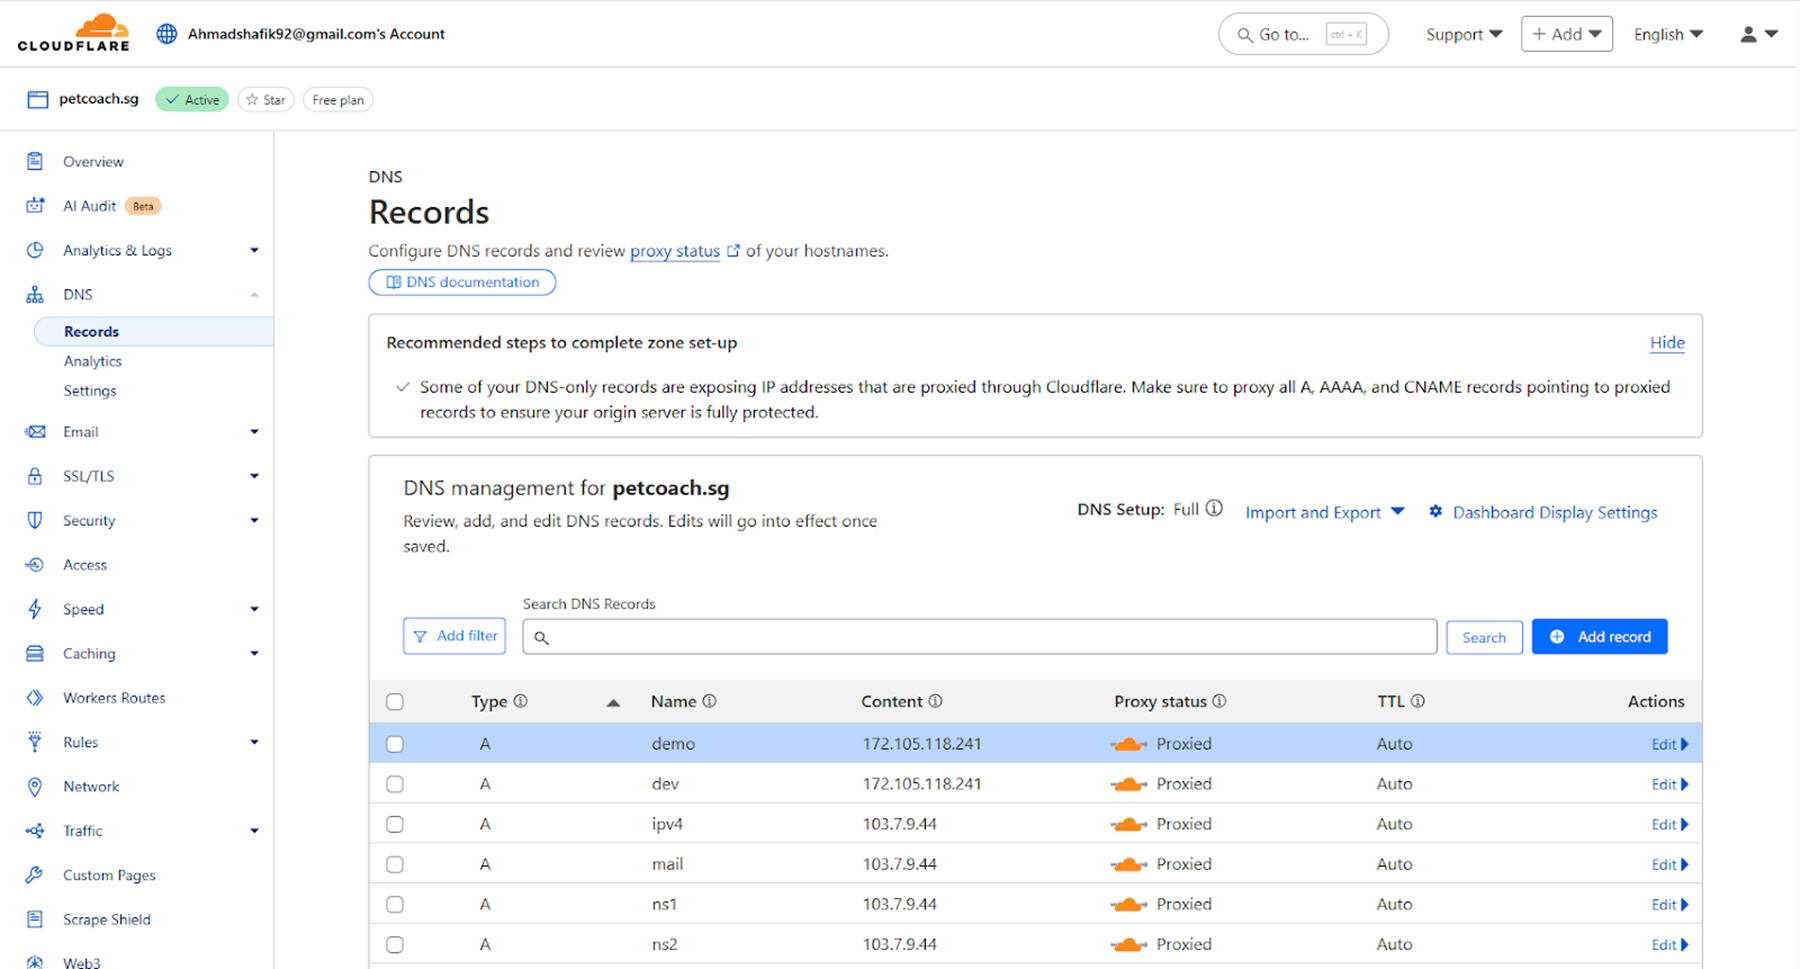 CLOUDFLARE
Ahmadshafik92@gmail.com's Account
Go to... ctrl + K
Support
+ Add
English
petcoach.sg
Active
Star
Free plan
Overview
AI Audit Beta
Analytics & Logs
DNS
Records
Analytics
Settings
Email
SSL/TLS
Security
Access
Speed
Caching
Workers Routes
Rules
Network
Traffic
Custom Pages
Scrape Shield
Web3
DNS
Records
Configure DNS records and review proxy status of your hostnames.
DNS documentation
Recommended steps to complete zone set-up
Hide
Some of your DNS-only records are exposing IP addresses that are proxied through Cloudflare. Make sure to proxy all A, AAAA, and CNAME records pointing to proxied
records to ensure your origin server is fully protected.
DNS management for petcoach.sg
Review, add, and edit DNS records. Edits will go into effect once
saved.
DNS Setup: Full
Import and Export
Dashboard Display Settings
Search DNS Records
Add filter
Search
Add record
Type Name Content Proxy status TTL Actions
A demo 172.105.118.241 Proxied Auto Edit
A dev 172.105.118.241 Proxied Auto Edit
A ipv4 103.7.9.44 Proxied Auto Edit
A mail 103.7.9.44 Proxied Auto Edit
A ns1 103.7.9.44 Proxied Auto Edit
A ns2 103.7.9.44 Proxied Auto Edit